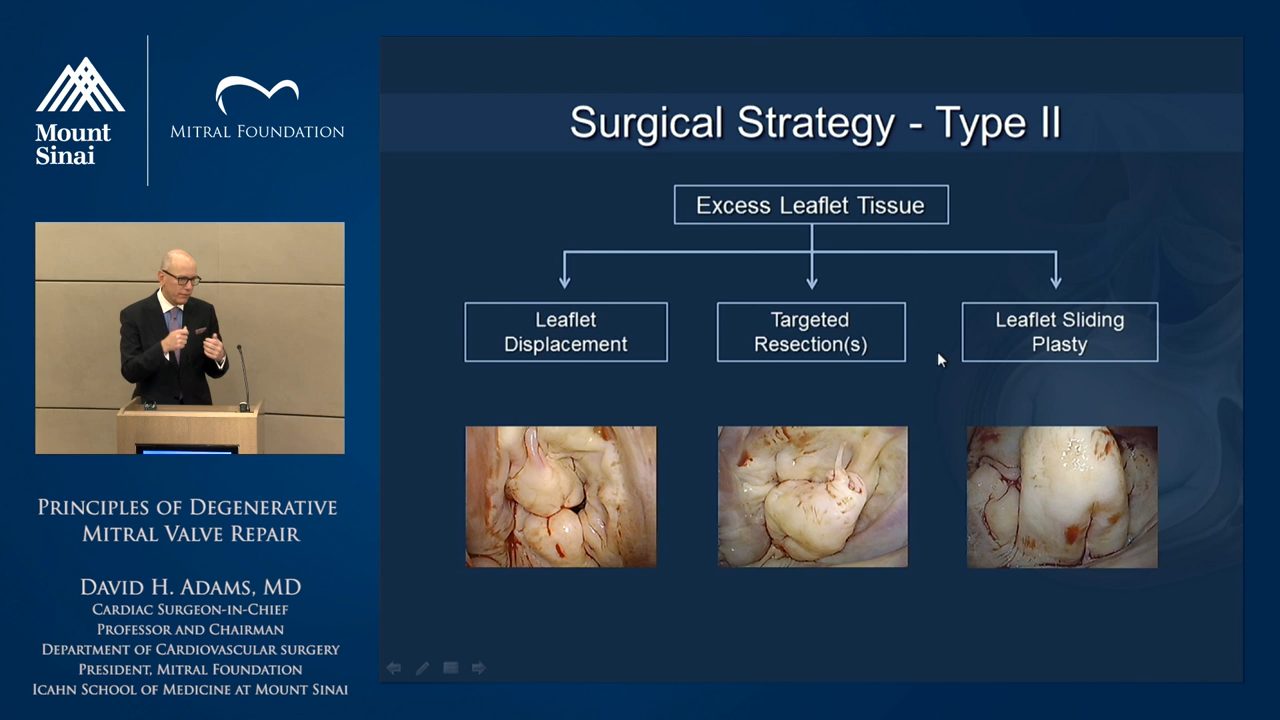 Mount
Sinai
MITRAL FOUNDATION
PRINCIPLES OF DEGENERATIVE
MITRAL VALVE REPAIR
DAVID H. ADAMS, MD
CARDIAC SURGEON-IN-CHIEF
PROFESSOR AND CHAIRMAN
DEPARTMENT OF CARDIOVASCULAR SURGERY
PRESIDENT, MITRAL FOUNDATION
ICAHN SCHOOL OF MEDICINE AT MOUNT SINAI
Surgical Strategy - Type II
Excess Leaflet Tissue
Leaflet
Displacement
Targeted
Resection(s)
Leaflet Sliding
Plasty